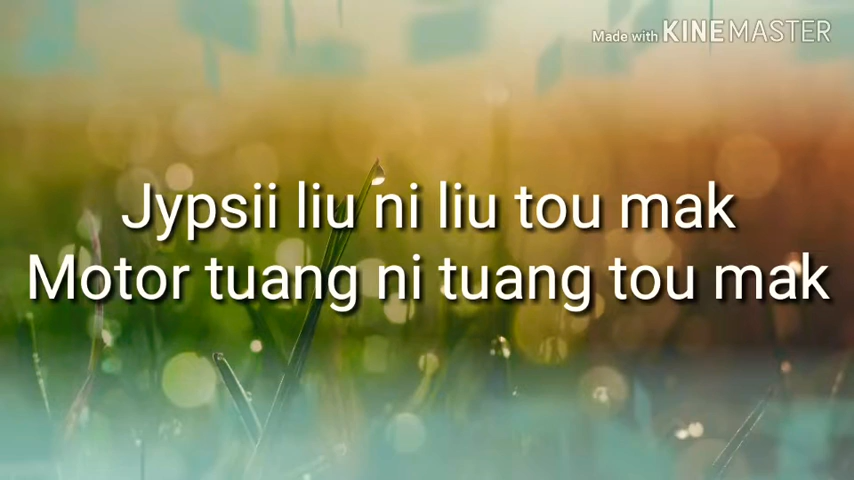 Made with KINEMASTER
Jypsii liu ni liu tou mak
Motor tuang ni tuang tou mak